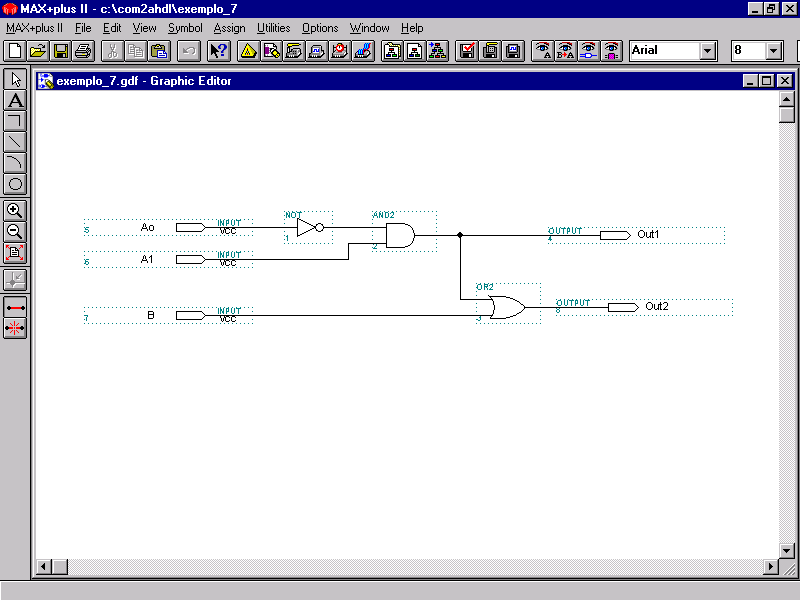 MAX+plus II - c:\com2ahdl\exemplo_7
MAX+plus II File Edit View Symbol Assign Utilities Options Window Help
Arial 8
exemplo_7.gdf - Graphic Editor
NOT AND2
5 Ao INPUT VCC 1 2 OUTPUT 4 Out1
6 A1 INPUT VCC
OR2
7 B INPUT VCC 3 OUTPUT 8 Out2